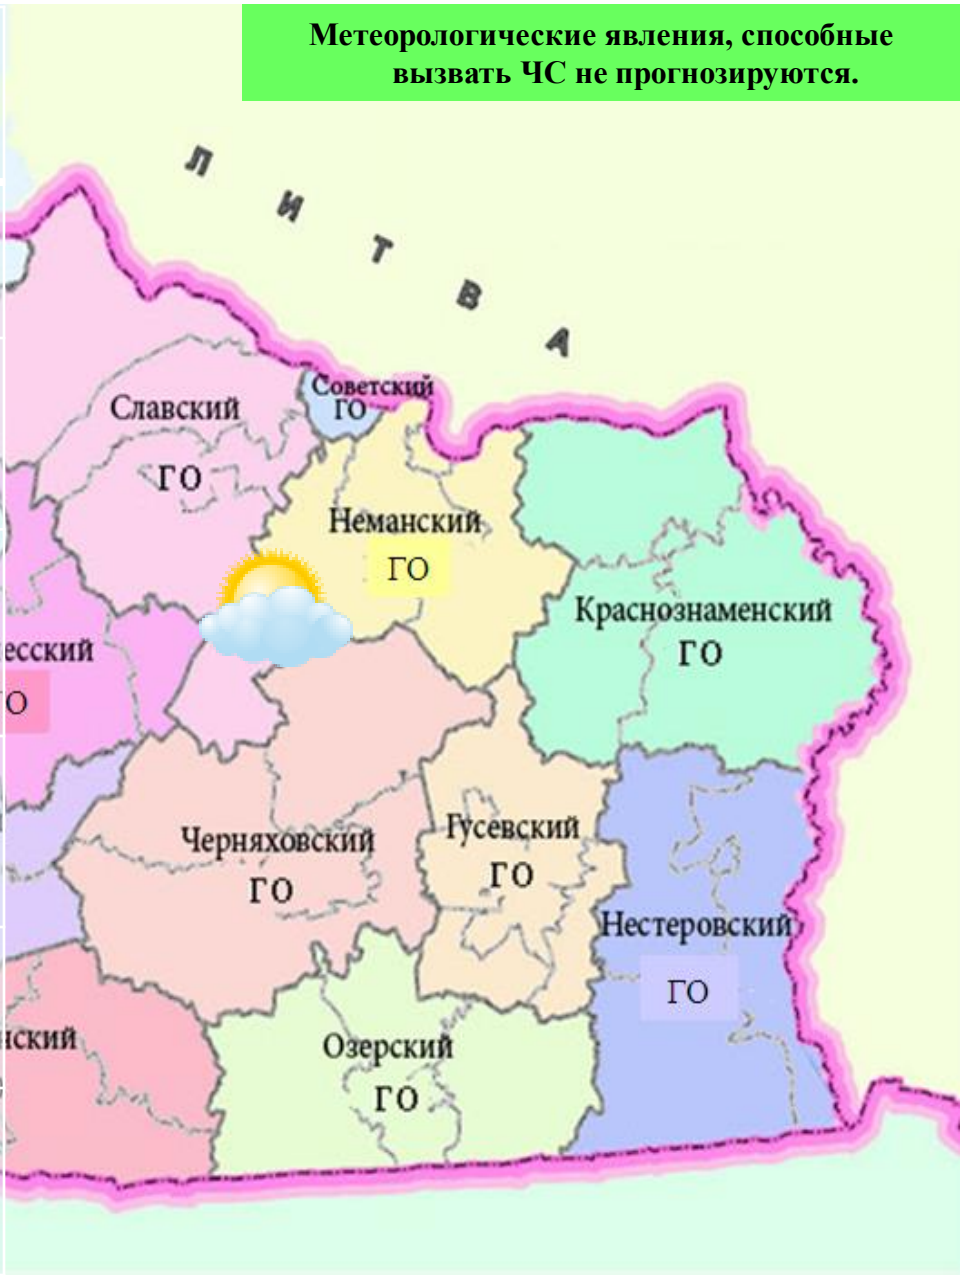 Метеорологические явления, способные
вызвать ЧС не прогнозируются.
ЛИТВА
Советский
ГО
Славский
ГО
Неманский
ГО
Краснознаменский
ГО
есский
О
Черняховский
ГО
Гусевский
ГО
Нестеровский
ГО
нский
Озерский
ГО